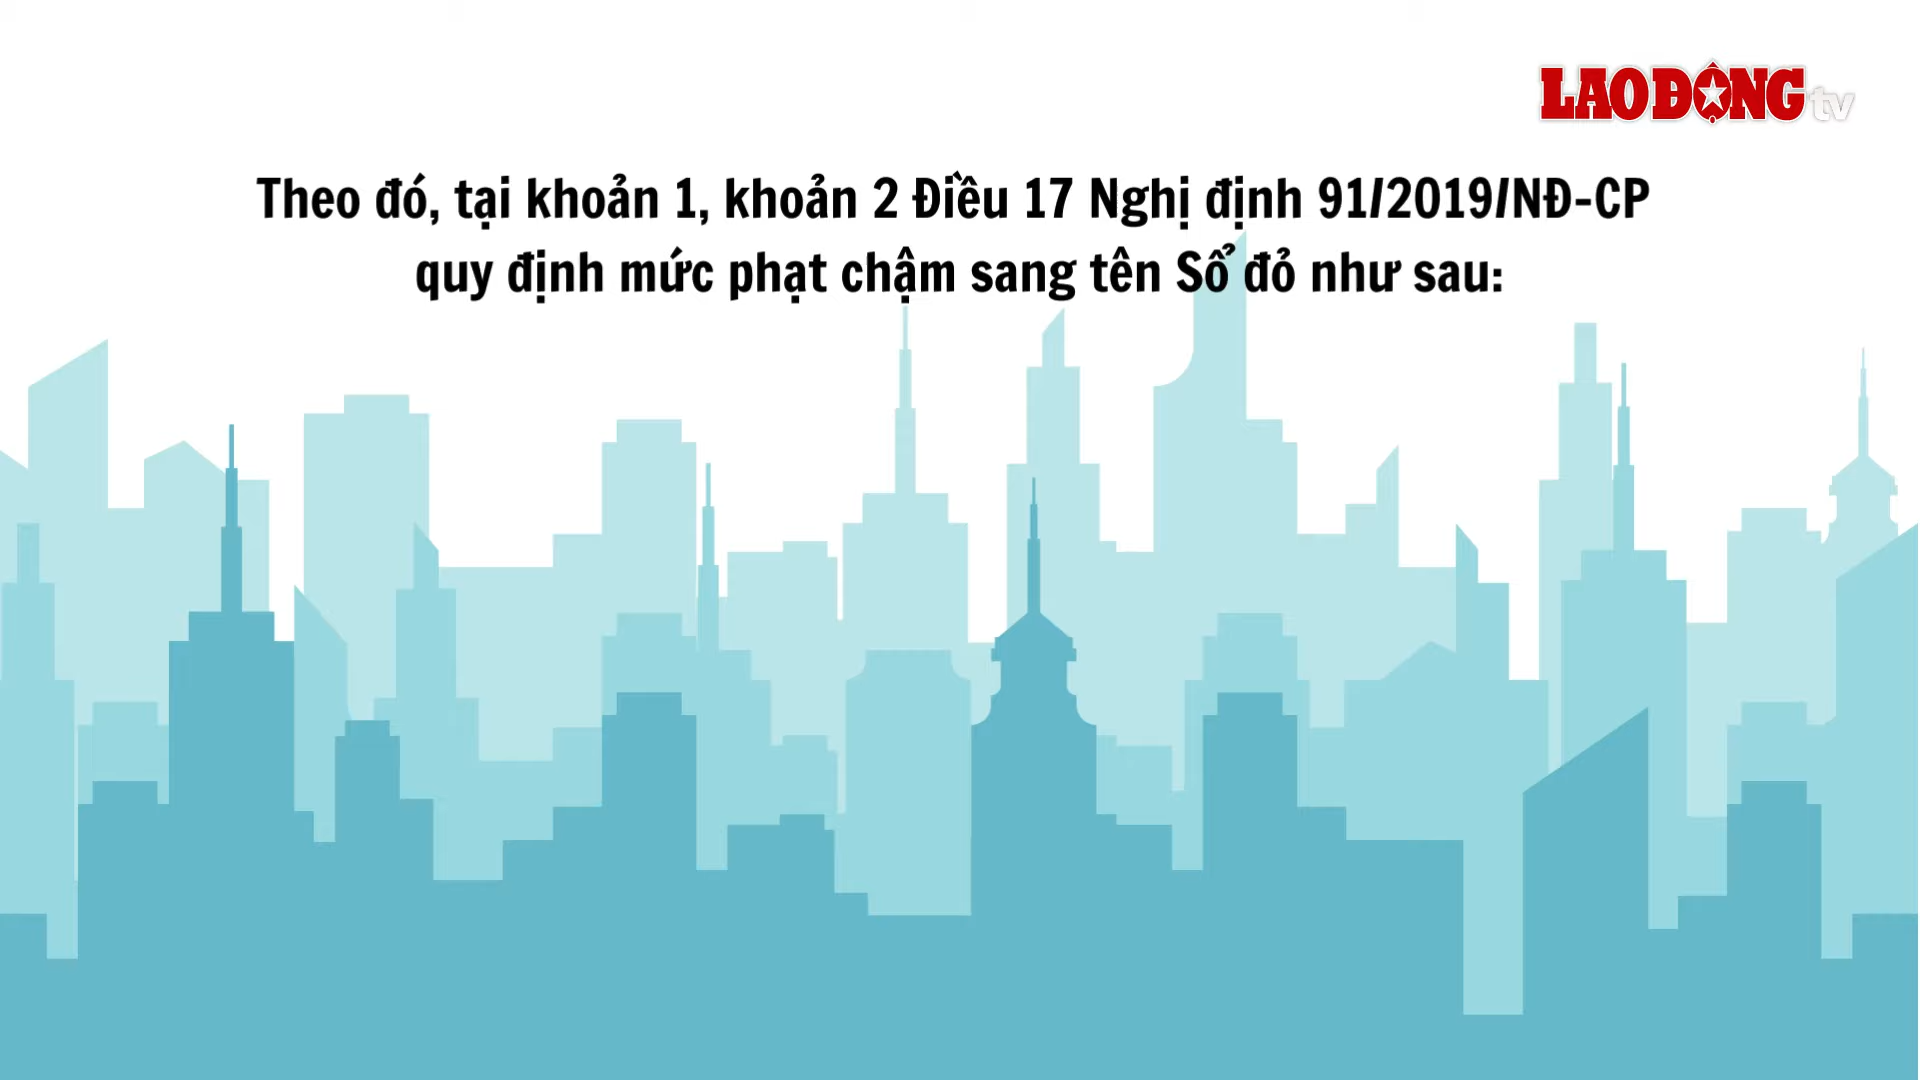 LAO ĐỘNG tv
Theo đó, tại khoản 1, khoản 2 Điều 17 Nghị định 91/2019/NĐ-CP
quy định mức phạt chậm sang tên Sổ đỏ như sau: